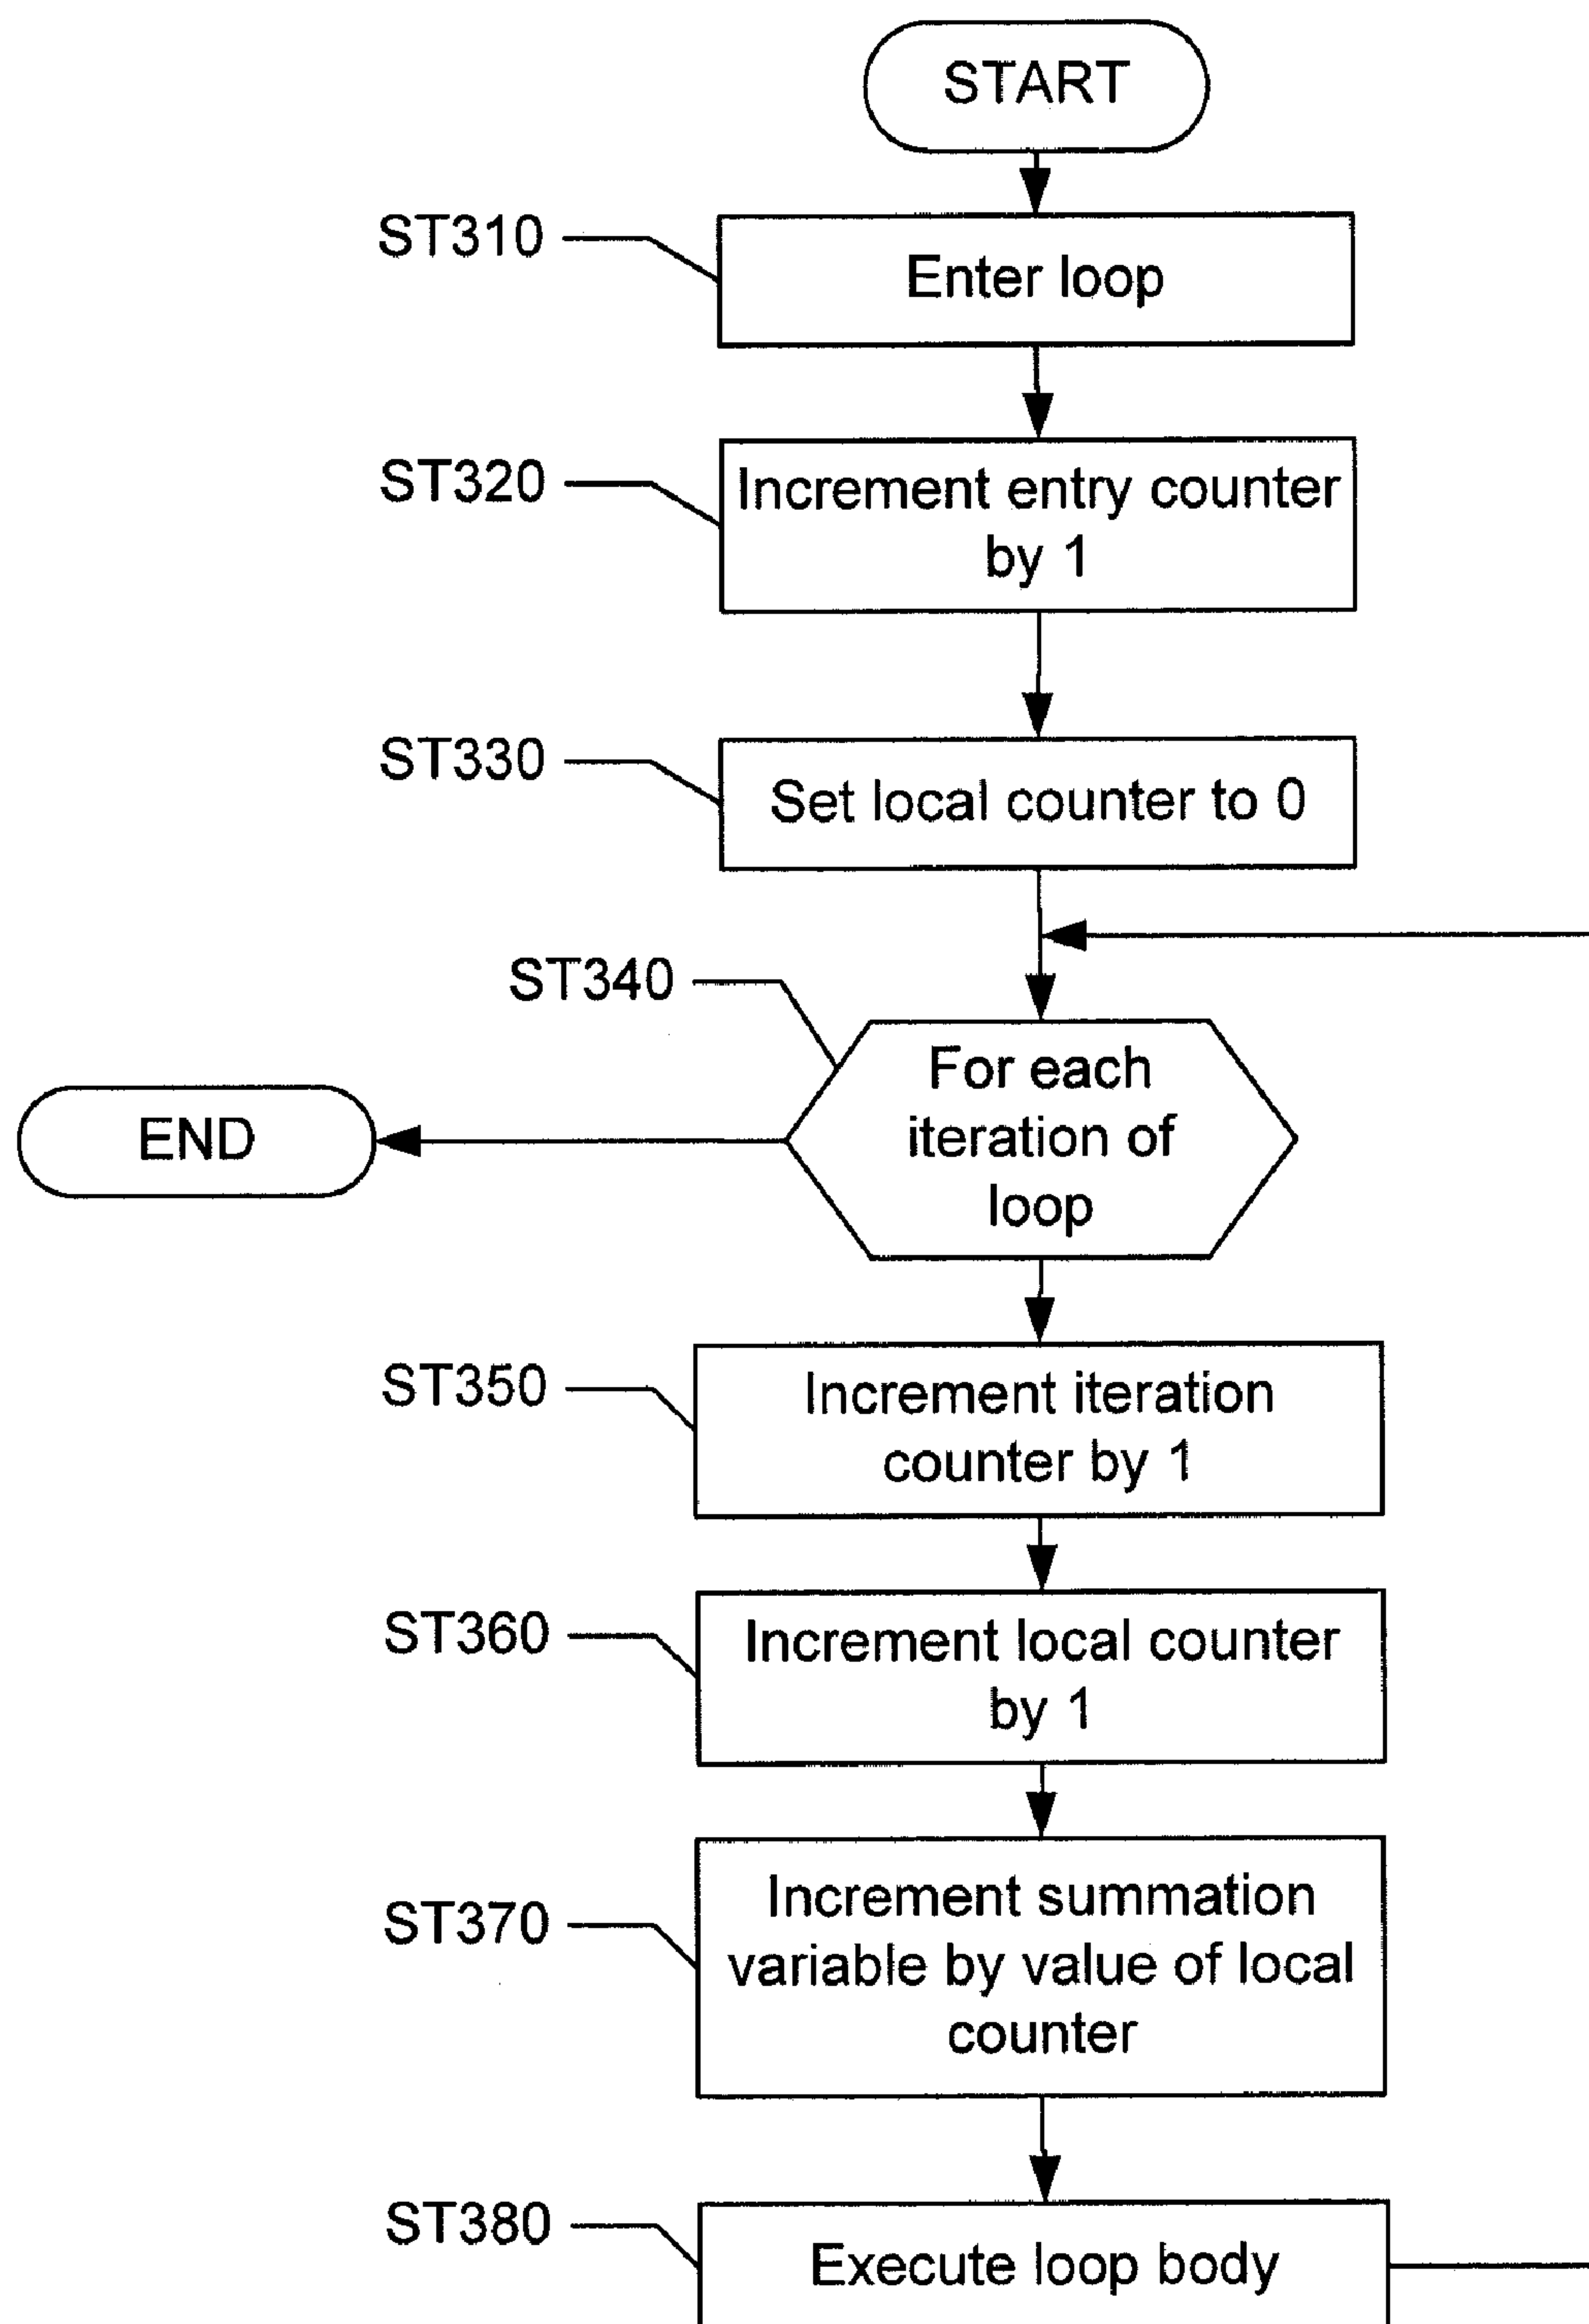 START
ST310
Enter loop
ST320
Increment entry counter
by 1
ST330
Set local counter to 0
ST340
For each
iteration of
loop
END
ST350
Increment iteration
counter by 1
ST360
Increment local counter
by 1
ST370
Increment summation
variable by value of local
counter
ST380
Execute loop body